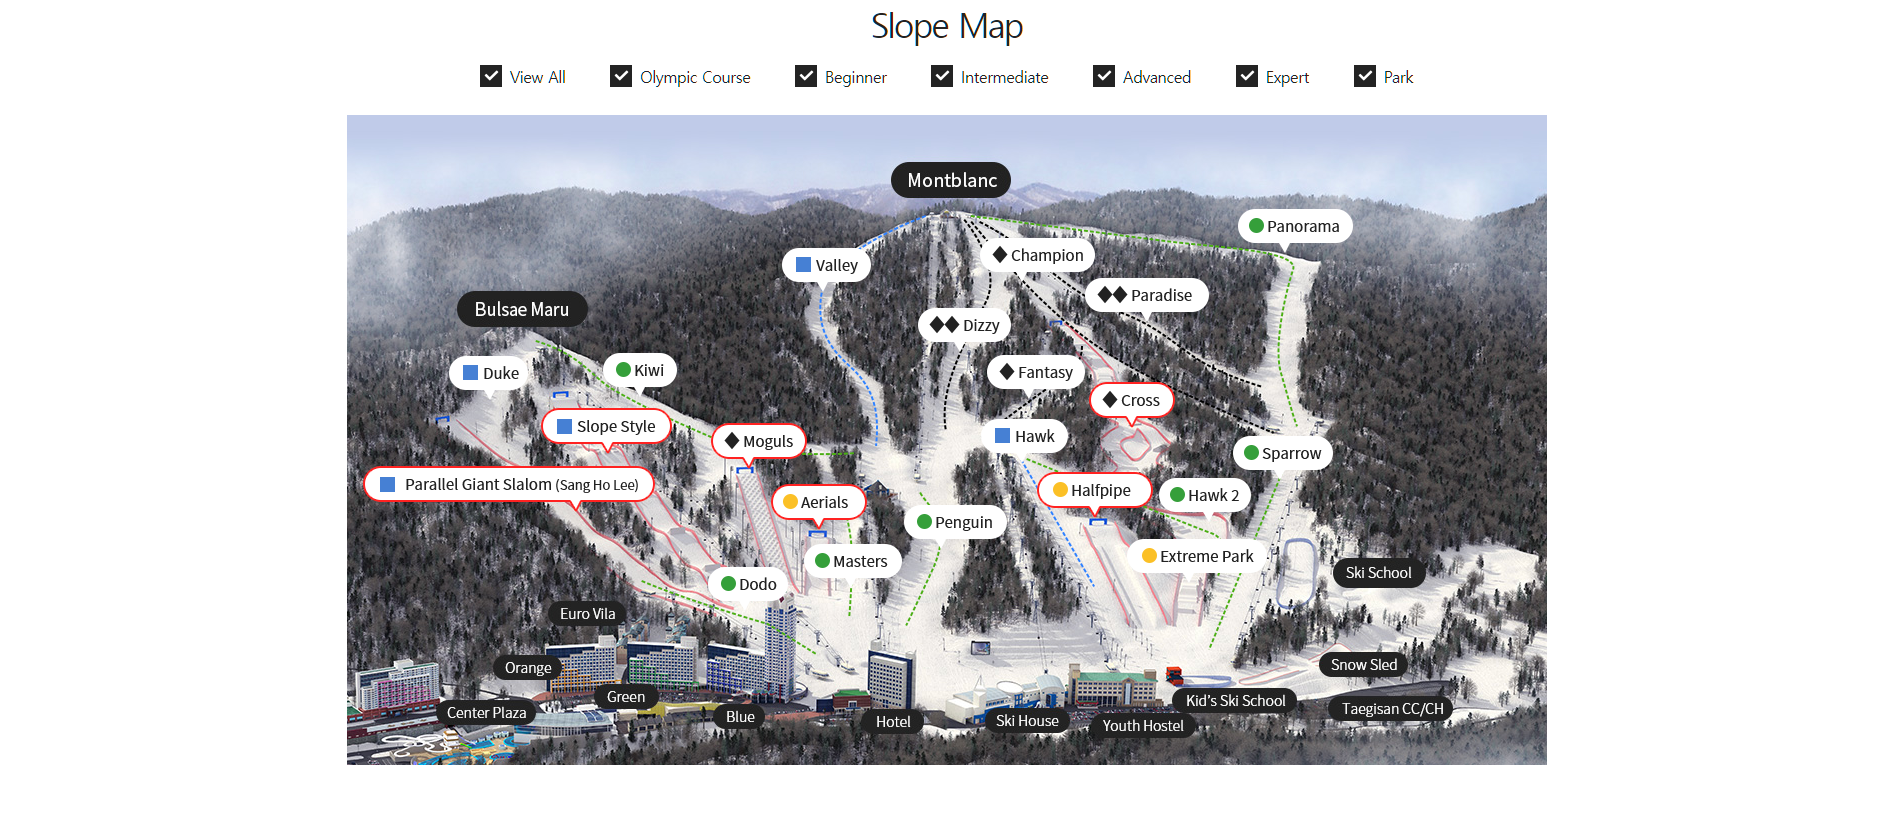 Slope Map
View All
Olympic Course
Beginner
Intermediate
Advanced
Expert
Park
Montblanc
Panorama
Champion
Valley
Paradise
Bulsae Maru
Dizzy
Duke
Kiwi
Fantasy
Cross
Slope Style
Moguls
Hawk
Sparrow
Parallel Giant Slalom (Sang Ho Lee)
Aerials
Halfpipe
Hawk 2
Penguin
Masters
Extreme Park
Ski School
Dodo
Euro Vila
Orange
Snow Sled
Green
Kid's Ski School
Center Plaza
Blue
Hotel
Ski House
Youth Hostel
Taegisan CC/CH